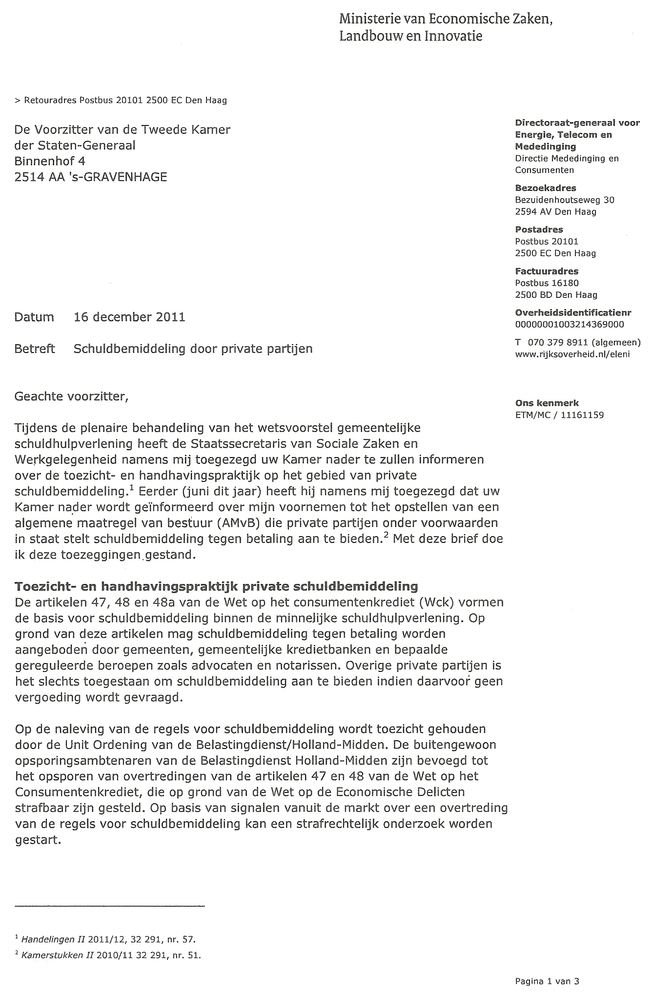 Ministerie van Economische Zaken,
Landbouw en Innovatie
> Retouradres Postbus 20101 2500 EC Den Haag
De Voorzitter van de Tweede Kamer
der Staten-Generaal
Binnenhof 4
2514 AA 's-GRAVENHAGE
Directoraat-generaal voor
Energie, Telecom en
Mededinging
Directie Mededinging en
Consumenten
Bezoekadres
Bezuidenhoutseweg 30
2594 AV Den Haag
Postadres
Postbus 20101
2500 EC Den Haag
Factuuradres
Postbus 16180
2500 BD Den Haag
Overheidsidentificatienr
00000001003214369000
T 070 379 8911 (algemeen)
www.rijksoverheid.nl/eleni
Ons kenmerk
ETM/MC / 11161159
Datum 16 december 2011
Betreft Schuldbemiddeling door private partijen
Geachte voorzitter,
Tijdens de plenaire behandeling van het wetsvoorstel gemeentelijke
schuldhulpverlening heeft de Staatssecretaris van Sociale Zaken en
Werkgelegenheid namens mij toegezegd uw Kamer nader te zullen informeren
over de toezicht- en handhavingspraktijk op het gebied van private
schuldbemiddeling.¹ Eerder (juni dit jaar) heeft hij namens mij toegezegd dat uw
Kamer nader wordt geïnformeerd over mijn voornemen tot het opstellen van een
algemene maatregel van bestuur (AMvB) die private partijen onder voorwaarden
in staat stelt schuldbemiddeling tegen betaling aan te bieden.² Met deze brief doe
ik deze toezeggingen gestand.
Toezicht- en handhavingspraktijk private schuldbemiddeling
De artikelen 47, 48 en 48a van de Wet op het consumentenkrediet (Wck) vormen
de basis voor schuldbemiddeling binnen de minnelijke schuldhulpverlening. Op
grond van deze artikelen mag schuldbemiddeling tegen betaling worden
aangeboden door gemeenten, gemeentelijke kredietbanken en bepaalde
gereguleerde beroepen zoals advocaten en notarissen. Overige private partijen is
het slechts toegestaan om schuldbemiddeling aan te bieden indien daarvoor geen
vergoeding wordt gevraagd.
Op de naleving van de regels voor schuldbemiddeling wordt toezicht gehouden
door de Unit Ordening van de Belastingdienst/Holland-Midden. De buitengewoon
opsporingsambtenaren van de Belastingdienst Holland-Midden zijn bevoegd tot
het opsporen van overtredingen van de artikelen 47 en 48 van de Wet op het
Consumentenkrediet, die op grond van de Wet op de Economische Delicten
strafbaar zijn gesteld. Op basis van signalen vanuit de markt over een overtreding
van de regels voor schuldbemiddeling kan een strafrechtelijk onderzoek worden
gestart.
¹ Handelingen II 2011/12, 32 291, nr. 57.
² Kamerstukken II 2010/11 32 291, nr. 51.
Pagina 1 van 3